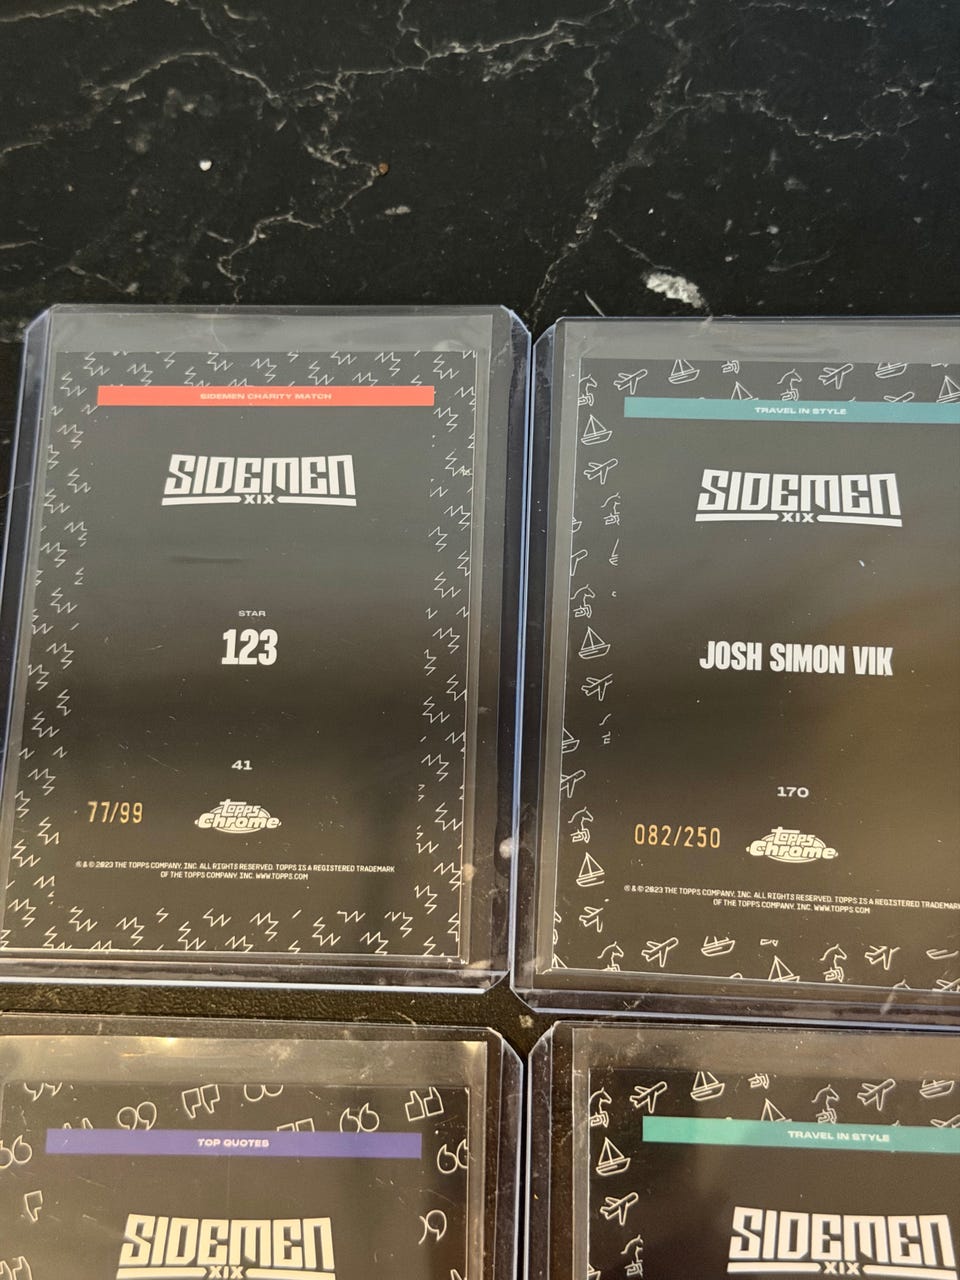 SIDEMEN CHARITY MATCH
SIDEMEN
XIX
STAR
123
41
77/99
Topps
Chrome
® & © 2023 THE TOPPS COMPANY, INC. ALL RIGHTS RESERVED. TOPPS IS A REGISTERED TRADEMARK
OF THE TOPPS COMPANY, INC. WWW.TOPPS.COM
TRAVEL IN STYLE
SIDEMEN
XIX
JOSH SIMON VIK
170
082/250
Topps
Chrome
® & © 2023 THE TOPPS COMPANY, INC. ALL RIGHTS RESERVED. TOPPS IS A REGISTERED TRADEMARK
OF THE TOPPS COMPANY, INC. WWW.TOPPS.COM
TOP QUOTES
SIDEMEN
XIX
TRAVEL IN STYLE
SIDEMEN
XIX